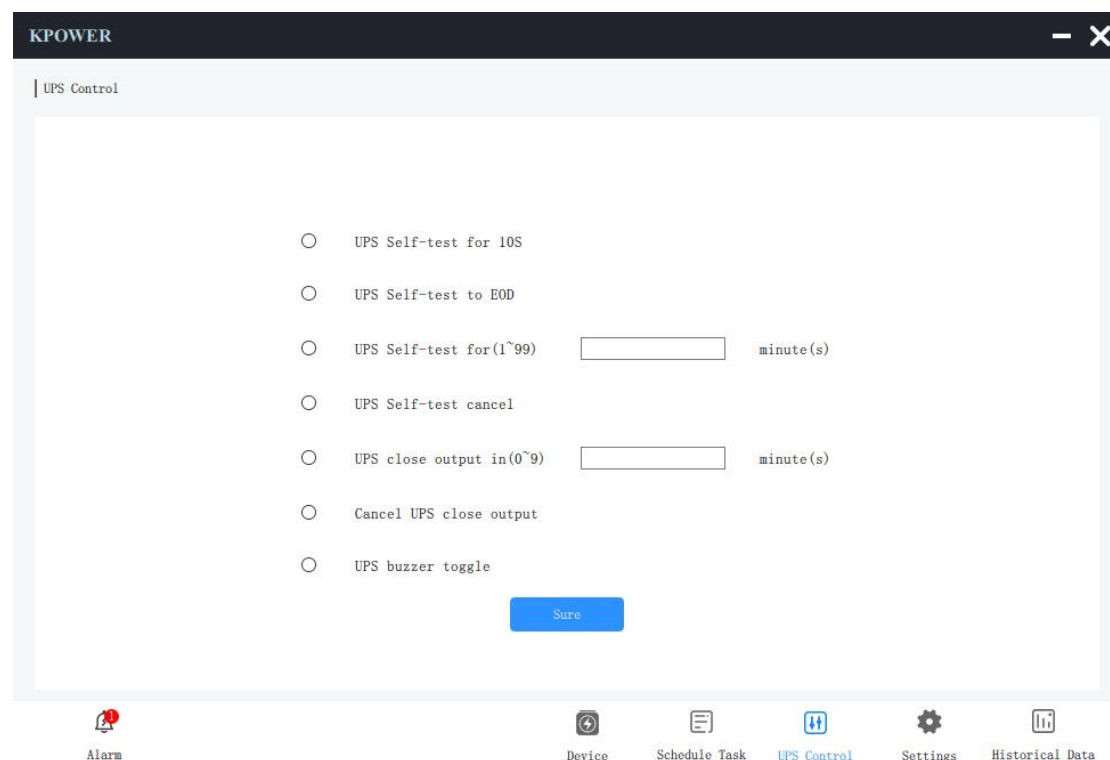 KPOWER
UPS Control
UPS Self-test for 10S
UPS Self-test to EOD
UPS Self-test for(1~99) minute(s)
UPS Self-test cancel
UPS close output in(0~9) minute(s)
Cancel UPS close output
UPS buzzer toggle
Sure
1
Alarm Device Schedule Task UPS Control Settings Historical Data